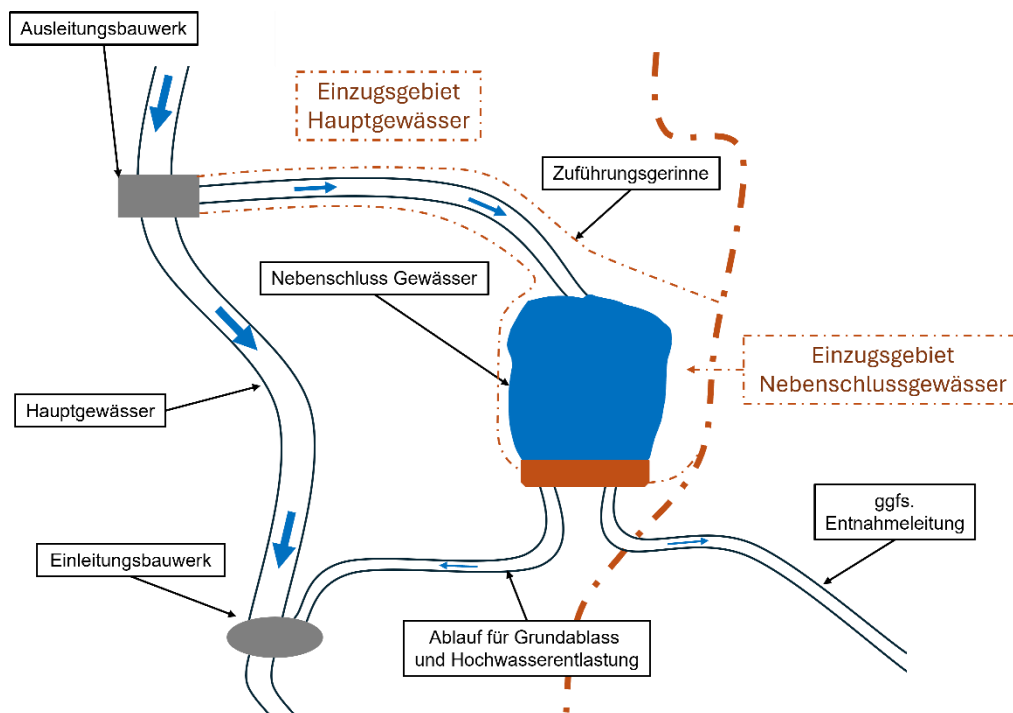 Ausleitungsbauwerk
Einzugsgebiet
Hauptgewässer
Zuführungsgerinne
Nebenschluss Gewässer
Einzugsgebiet
Nebenschlussgewässer
Hauptgewässer
ggfs.
Entnahmeleitung
Einleitungsbauwerk
Ablauf für Grundablass
und Hochwasserentlastung